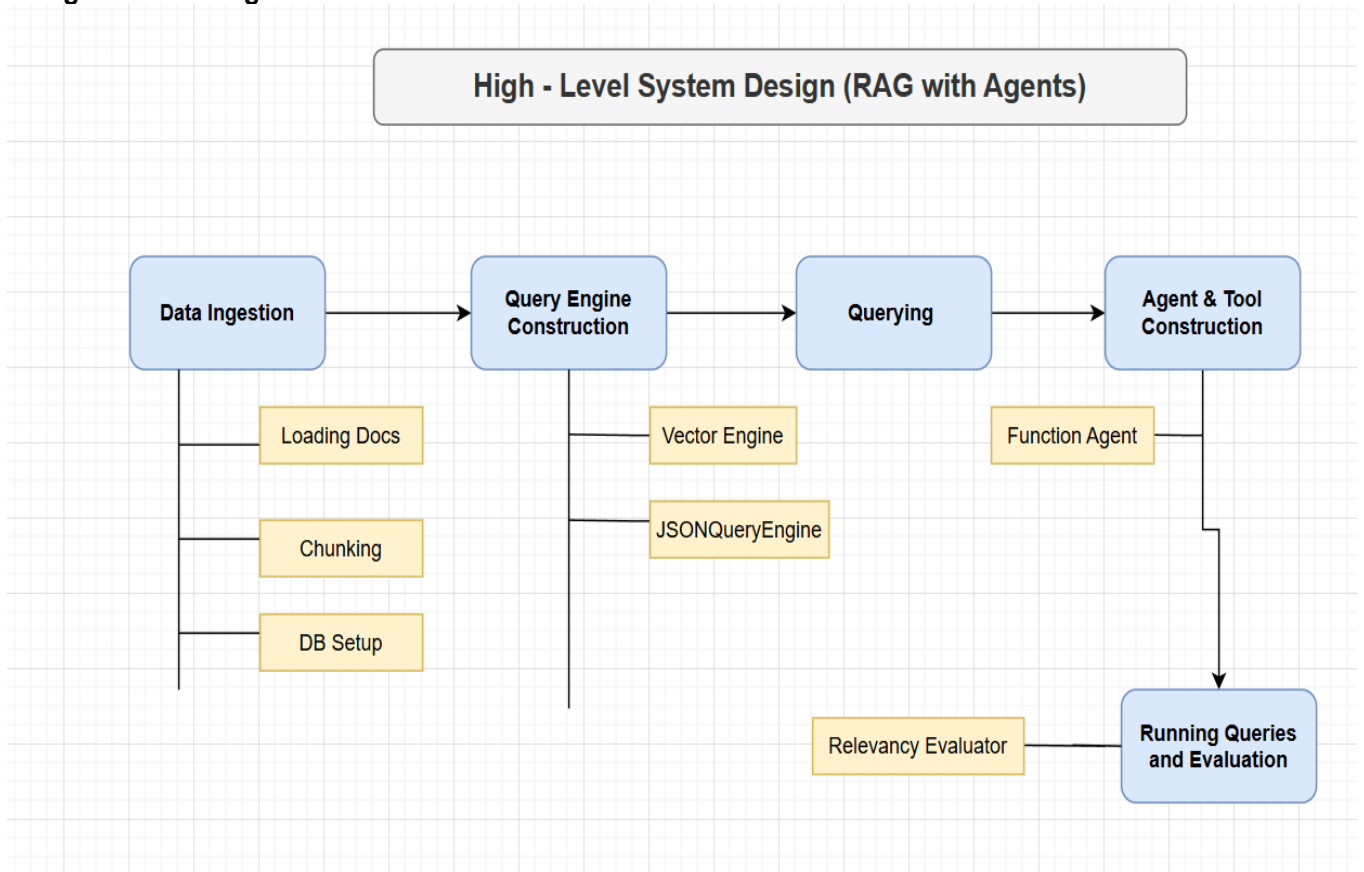 High - Level System Design (RAG with Agents)
Data Ingestion
Query Engine
Construction
Querying
Agent & Tool
Construction
Loading Docs
Vector Engine
Function Agent
JSONQueryEngine
Chunking
DB Setup
Relevancy Evaluator
Running Queries
and Evaluation